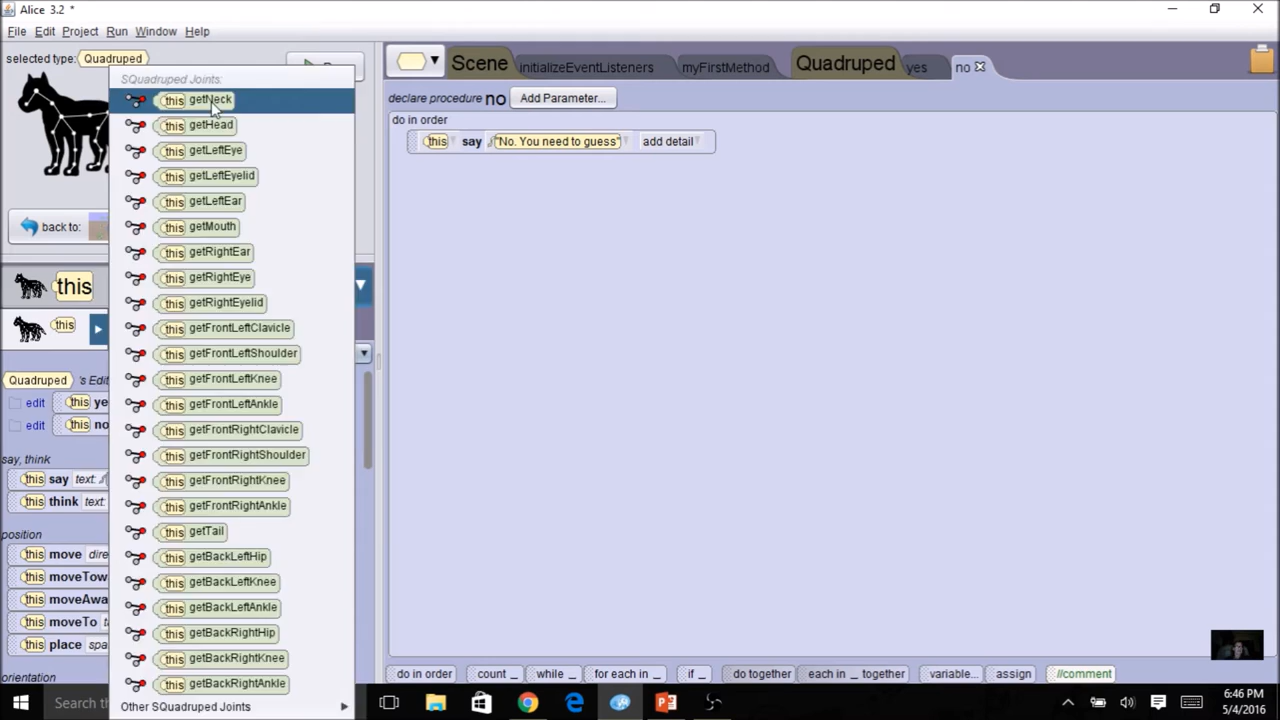 Alice 3.2 *
File Edit Project Run Window Help
selected type: Quadruped
SQuadruped Joints:
this getNeck
this getHead
this getLeftEye
this getLeftEyelid
this getLeftEar
this getMouth
this getRightEar
this getRightEye
this getRightEyelid
this getFrontLeftClavicle
this getFrontLeftShoulder
this getFrontLeftKnee
this getFrontLeftAnkle
this getFrontRightClavicle
this getFrontRightShoulder
this getFrontRightKnee
this getFrontRightAnkle
this getTail
this getBackLeftHip
this getBackLeftKnee
this getBackLeftAnkle
this getBackRightHip
this getBackRightKnee
this getBackRightAnkle
Other SQuadruped Joints
back to:
this
this
Quadruped 's Edit
edit this ye
edit this no
say, think
this say text:
this think text:
position
this move dire
this moveTow
this moveAwa
this moveTo ta
this place spa
orientation
Scene initializeEventListeners myFirstMethod Quadruped yes no
declare procedure no Add Parameter...
do in order
this say "No. You need to guess" add detail
do in order count _ while _ for each in _ if _ do together each in _ together variable... assign //comment
Search the
6:46 PM
5/4/2016